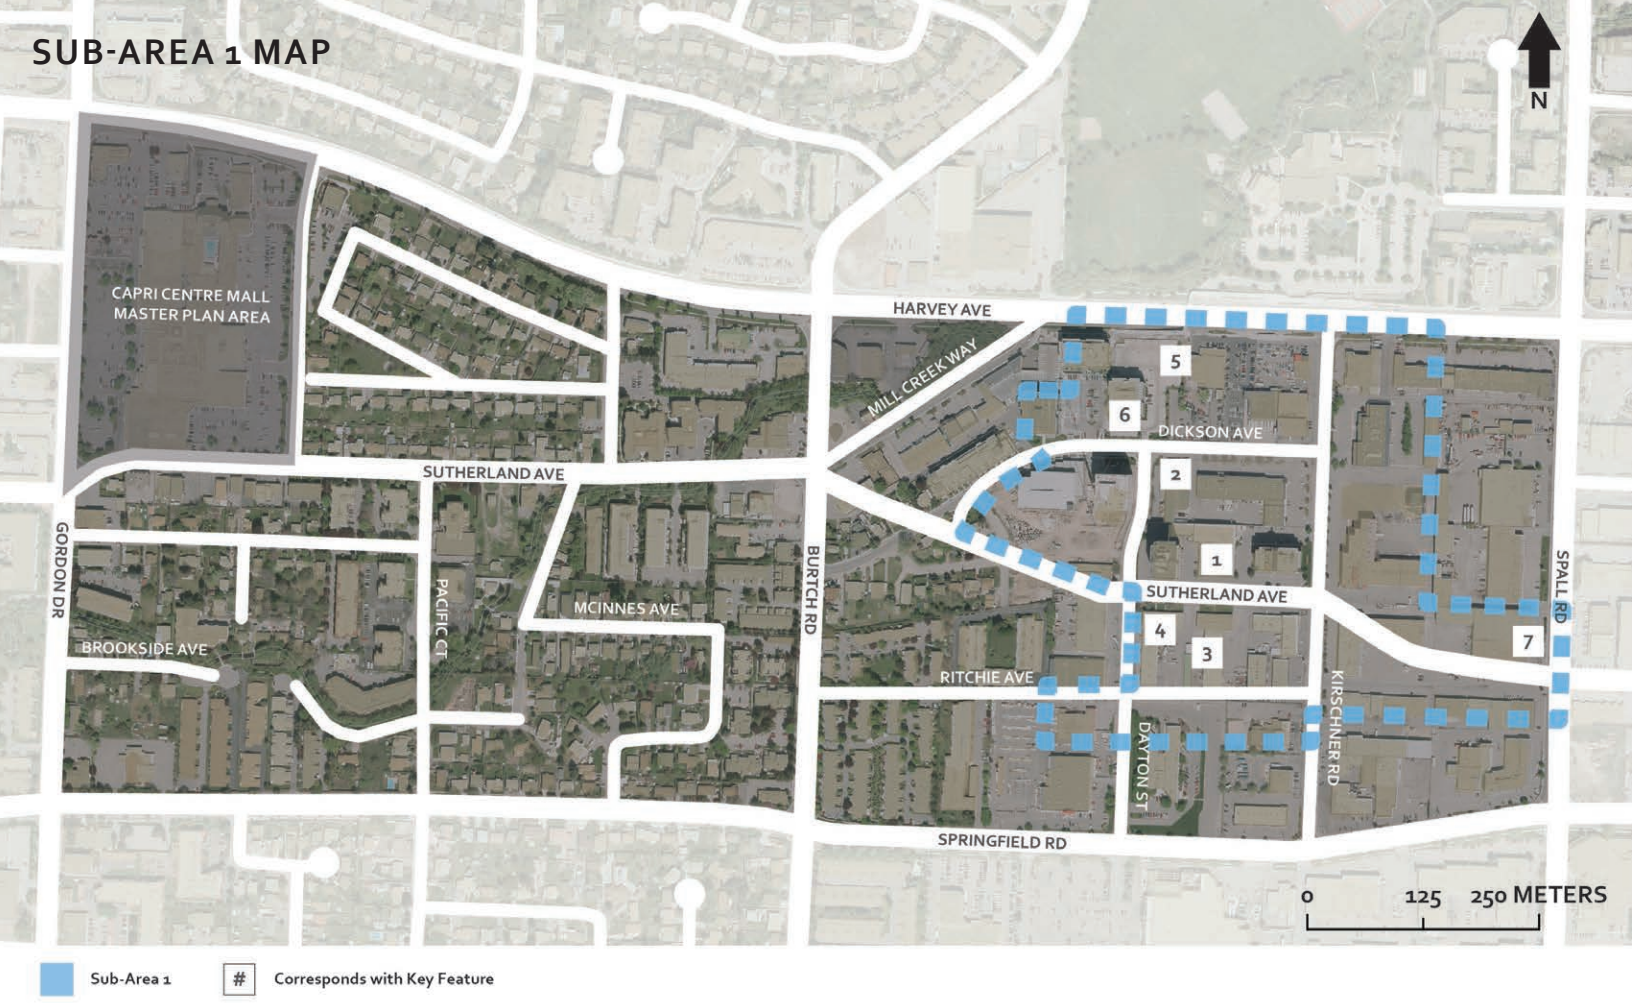 SUB-AREA 1 MAP
N
CAPRI CENTRE MALL
MASTER PLAN AREA
HARVEY AVE
MILL CREEK WAY
5
6
DICKSON AVE
SUTHERLAND AVE
2
GORDON DR
PACIFIC CT
BURTCH RD
1
SPALL RD
MCINNES AVE
SUTHERLAND AVE
4
3
7
BROOKSIDE AVE
RITCHIE AVE
KIRSCHNER RD
DAYTON ST
SPRINGFIELD RD
0 125 250 METERS
Sub-Area 1
# Corresponds with Key Feature